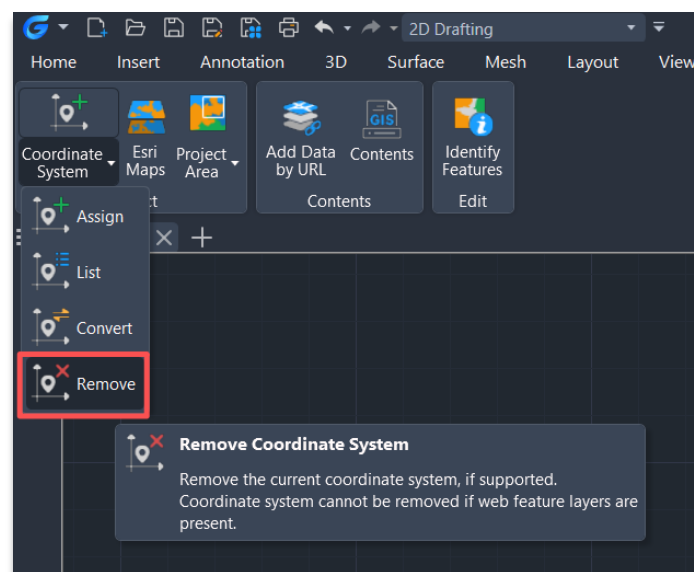 2D Drafting
Home Insert Annotation 3D Surface Mesh Layout View
Coordinate System
Esri Maps
Project Area
Add Data by URL
Contents
GIS
Identify Features
Contents
Edit
Assign
List
Convert
Remove
Remove Coordinate System
Remove the current coordinate system, if supported.
Coordinate system cannot be removed if web feature layers are
present.